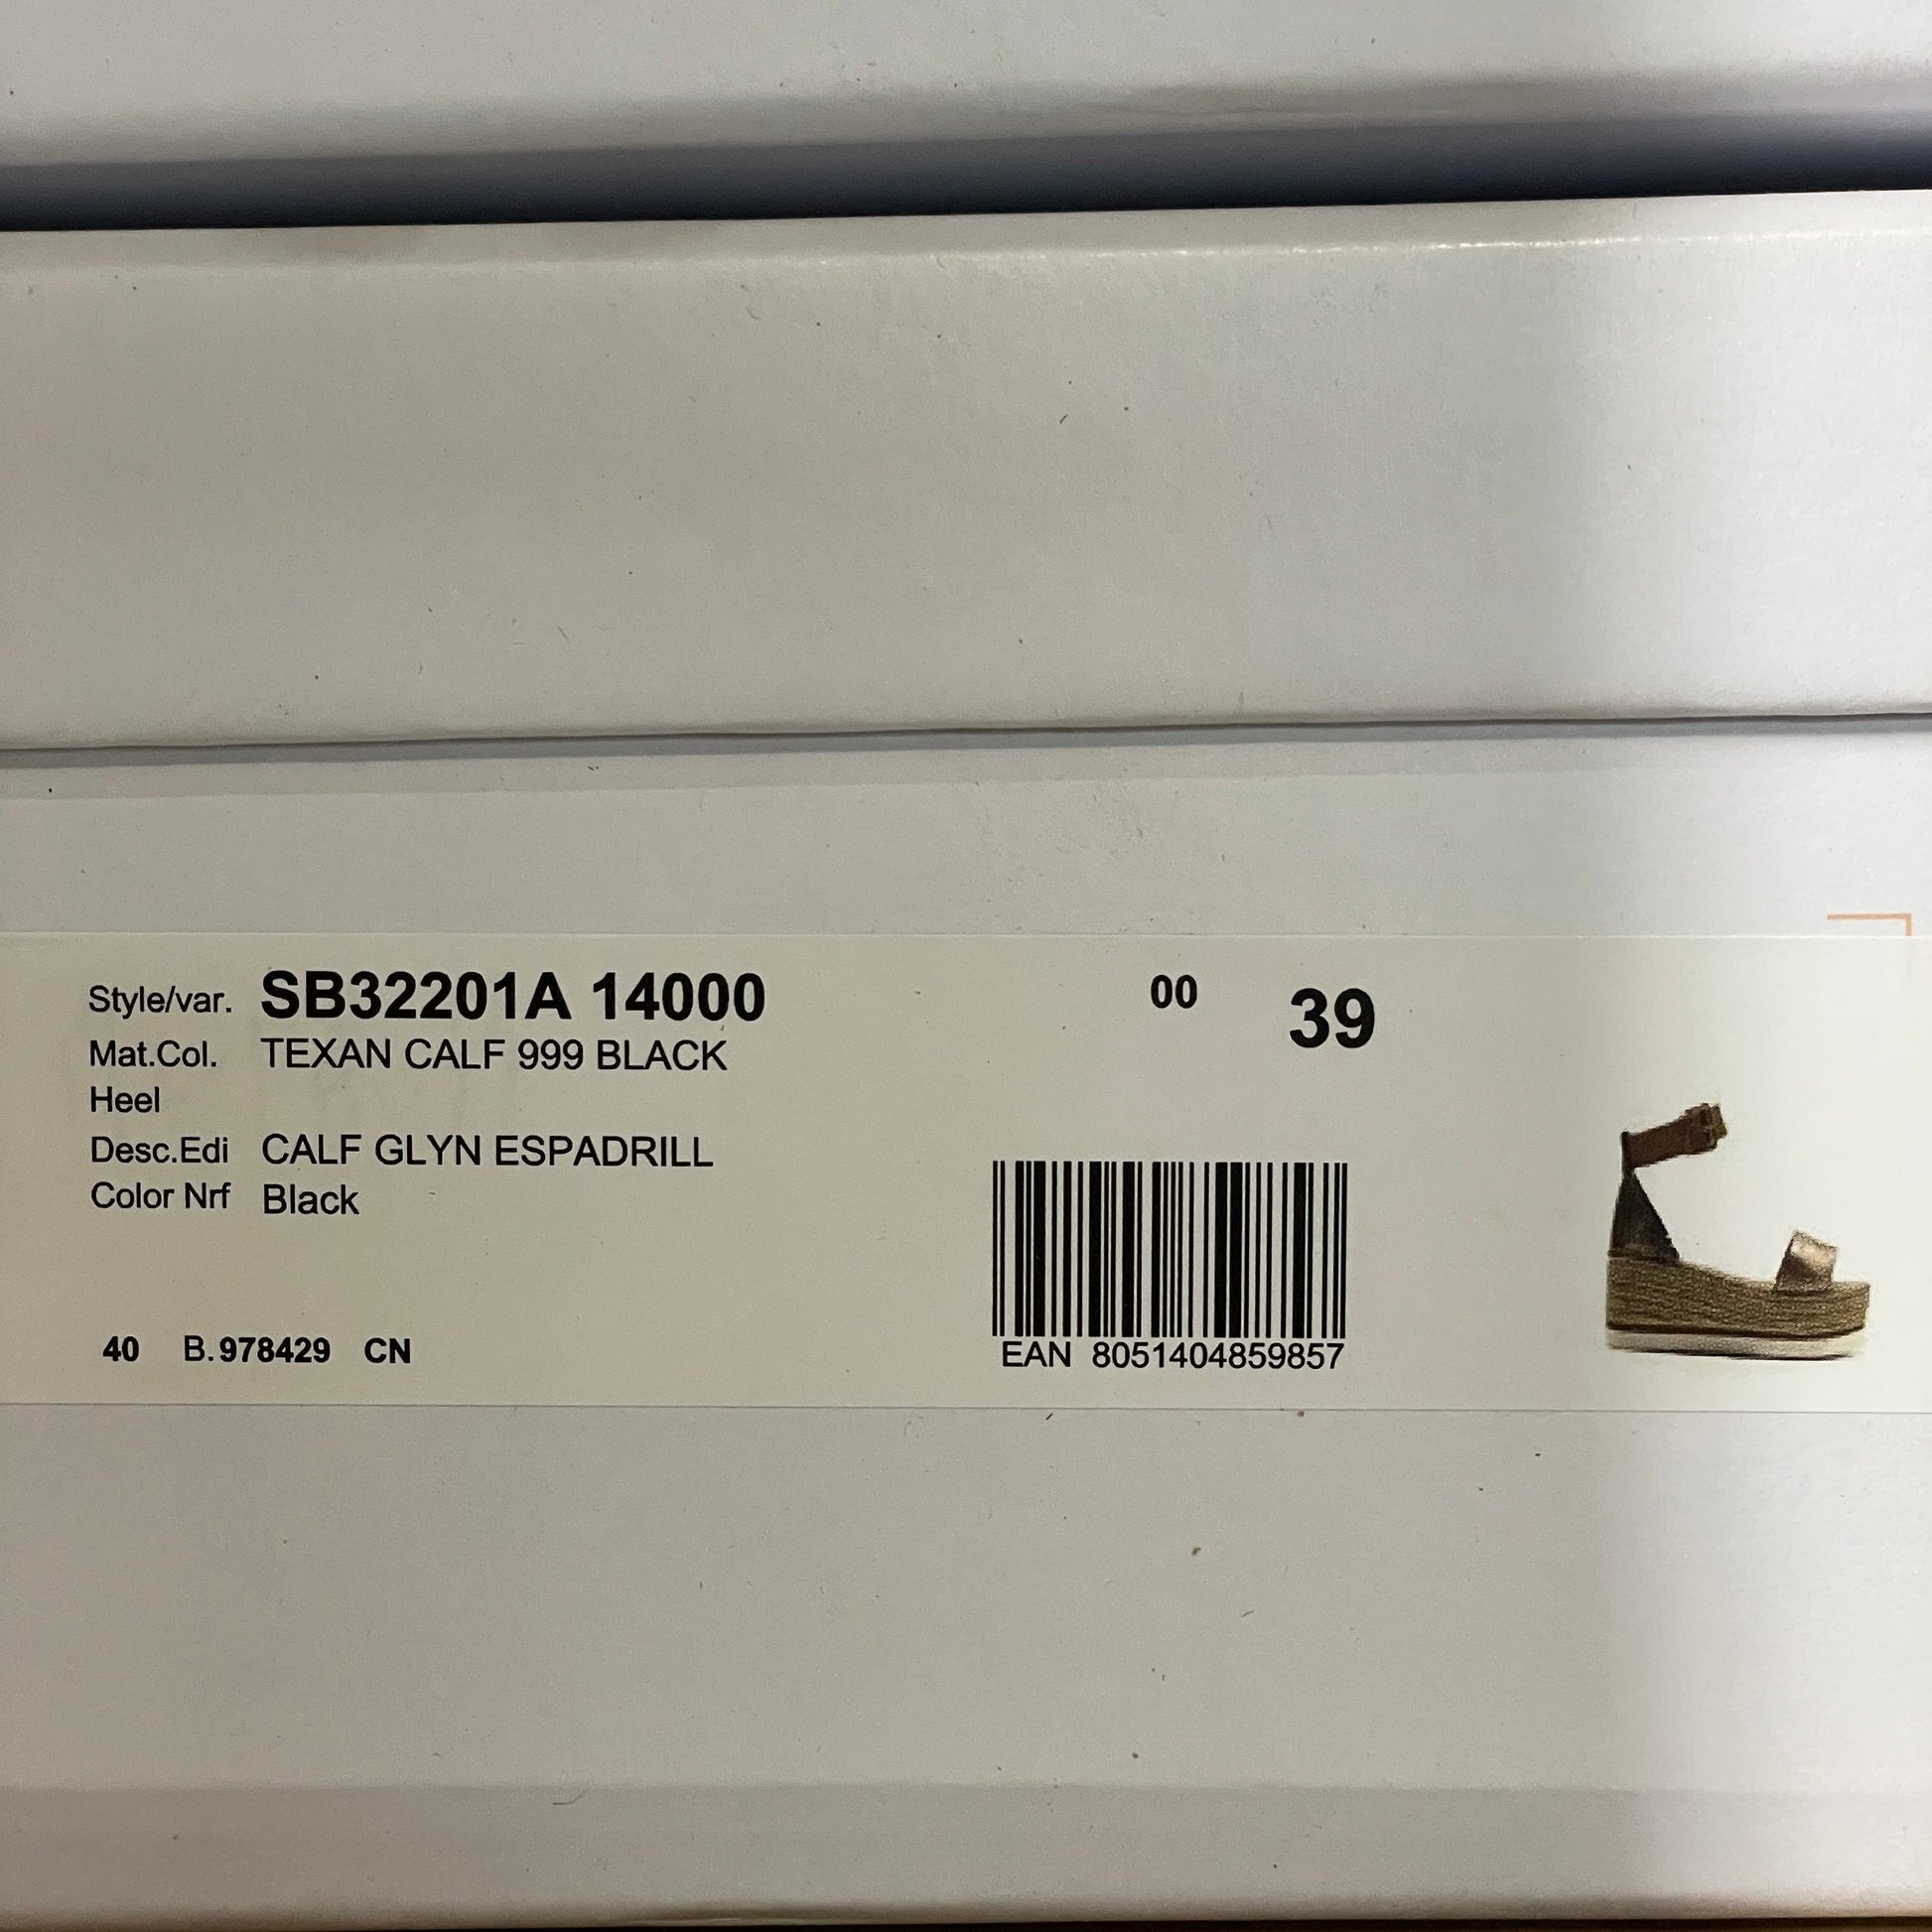 Style/var. SB32201A 14000 00 39
Mat.Col. TEXAN CALF 999 BLACK
Heel
Desc.Edi CALF GLYN ESPADRILL
Color Nrf Black
40 B.978429 CN
EAN 8051404859857